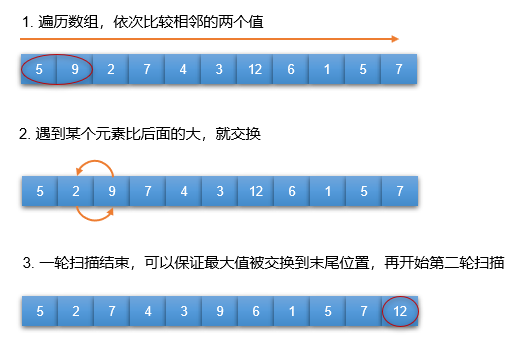 1. 遍历数组，依次比较相邻的两个值
5 9 2 7 4 3 12 6 1 5 7
2. 遇到某个元素比后面的大，就交换
5 2 9 7 4 3 12 6 1 5 7
3. 一轮扫描结束，可以保证最大值被交换到末尾位置，再开始第二轮扫描
5 2 7 4 3 9 6 1 5 7 12